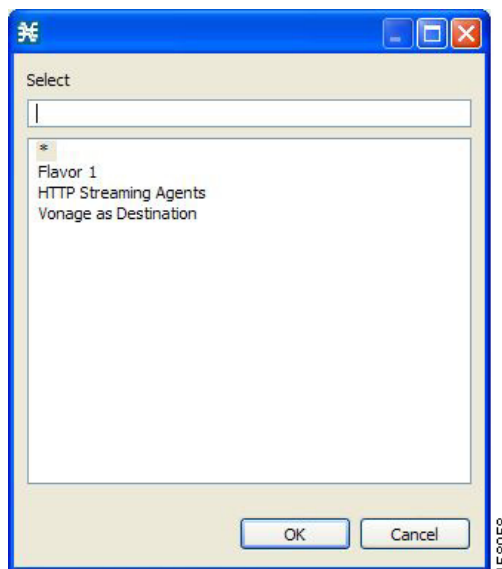 Select
*
Flavor 1
HTTP Streaming Agents
Vonage as Destination
OK Cancel